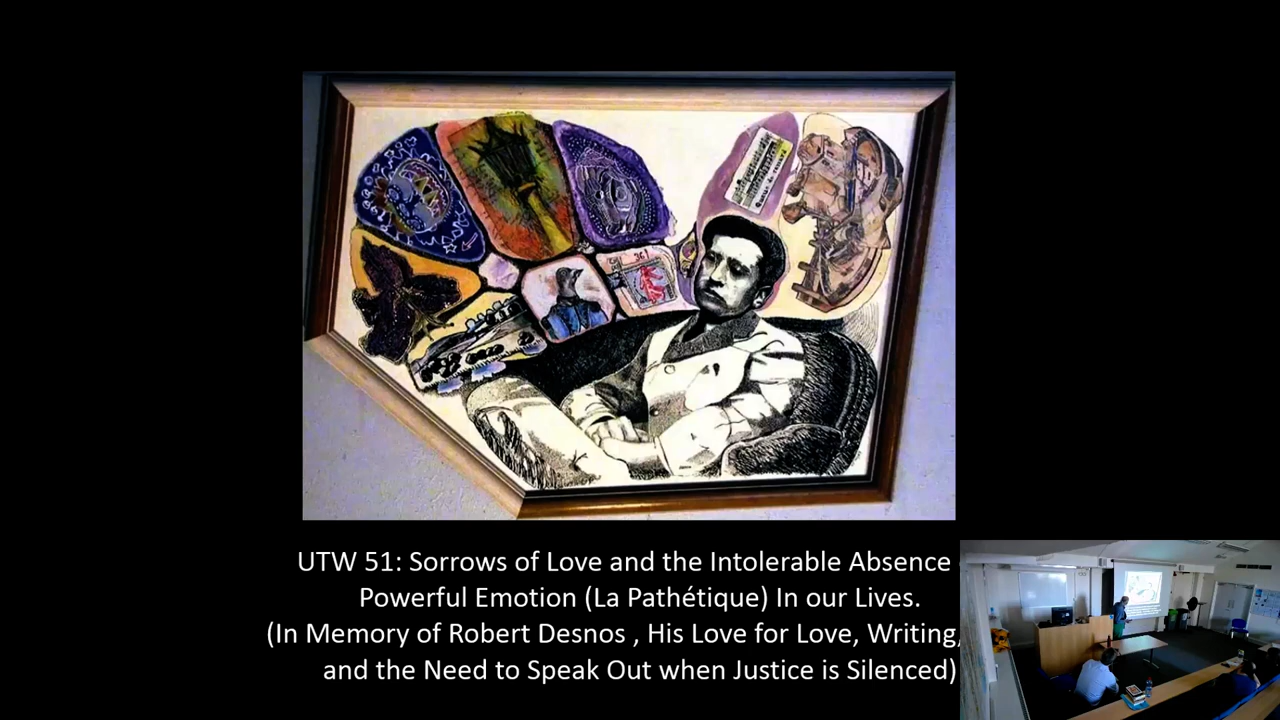 UTW 51: Sorrows of Love and the Intolerable Absence
Powerful Emotion (La Pathétique) In our Lives.
(In Memory of Robert Desnos , His Love for Love, Writing,
and the Need to Speak Out when Justice is Silenced)